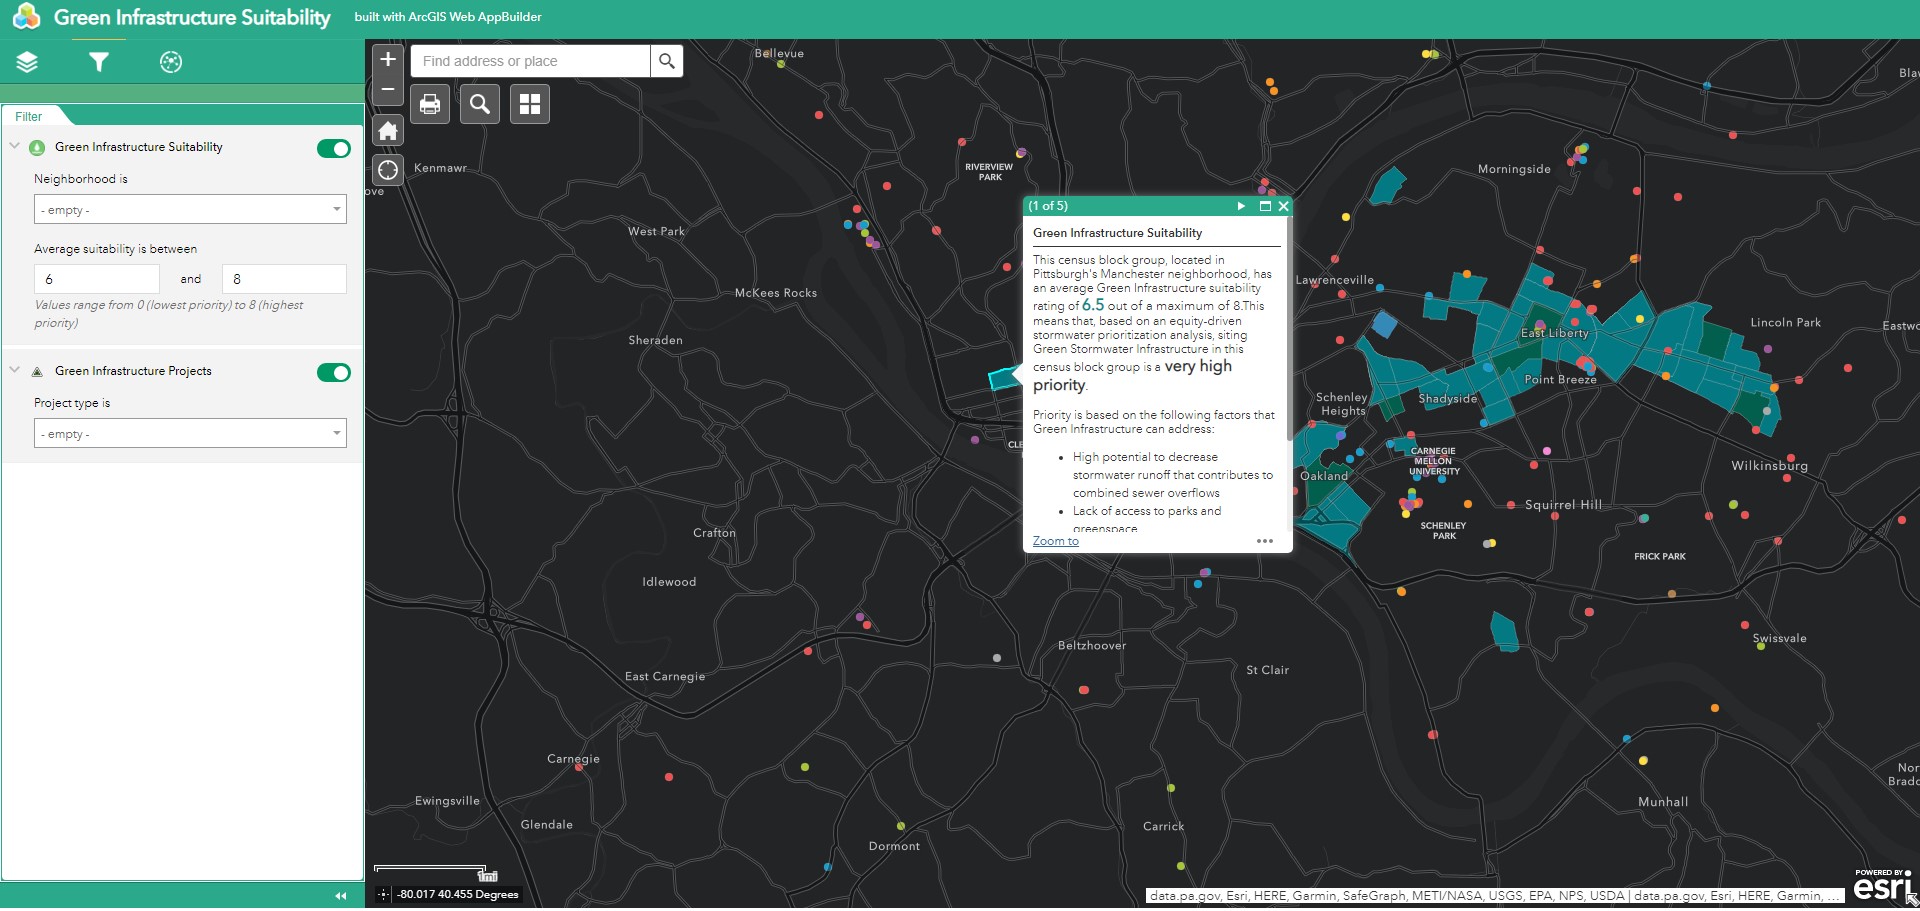 Green Infrastructure Suitability
built with ArcGIS Web AppBuilder
Filter
Green Infrastructure Suitability
Neighborhood is
- empty -
Average suitability is between
6
and
8
Values range from 0 (lowest priority) to 8 (highest
priority)
Green Infrastructure Projects
Project type is
- empty -
+
−
Find address or place
Bellevue
Kenmawr
ove
RIVERVIEW
PARK
Morningside
Bla
West Park
McKees Rocks
Lawrenceville
Sheraden
East Liberty
Lincoln Park
Eastwo
Point Breeze
Shadyside
Schenley
Heights
CLE
CARNEGIE
MELLON
UNIVERSITY
Oakland
Wilkinsburg
Squirrel Hill
SCHENLEY
PARK
FRICK PARK
Crafton
Idlewood
Beltzhoover
St Clair
Swissvale
East Carnegie
Carnegie
Ewingsville
Glendale
Dormont
Carrick
Munhall
Nor
Bradd
(1 of 5)
Green Infrastructure Suitability
This census block group, located in
Pittsburgh's Manchester neighborhood, has
an average Green Infrastructure suitability
rating of 6.5 out of a maximum of 8.This
means that, based on an equity-driven
stormwater prioritization analysis, siting
Green Stormwater Infrastructure in this
census block group is a very high
priority.
Priority is based on the following factors that
Green Infrastructure can address:
• High potential to decrease
stormwater runoff that contributes to
combined sewer overflows
• Lack of access to parks and
greenspace
Zoom to
•••
1mi
-80.017 40.455 Degrees
data.pa.gov, Esri, HERE, Garmin, SafeGraph, METI/NASA, USGS, EPA, NPS, USDA | data.pa.gov, Esri, HERE, Garmin, ...
POWERED BY
esri